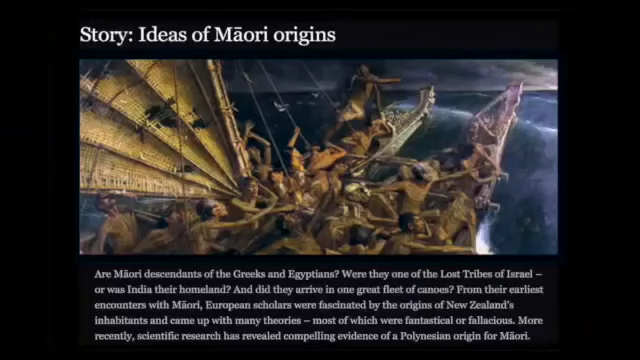 Story: Ideas of Māori origins
Are Māori descendants of the Greeks and Egyptians? Were they one of the Lost Tribes of Israel –
or was India their homeland? And did they arrive in one great fleet of canoes? From their earliest
encounters with Māori, European scholars were fascinated by the origins of New Zealand's
inhabitants and came up with many theories – most of which were fantastical or fallacious. More
recently, scientific research has revealed compelling evidence of a Polynesian origin for Māori.